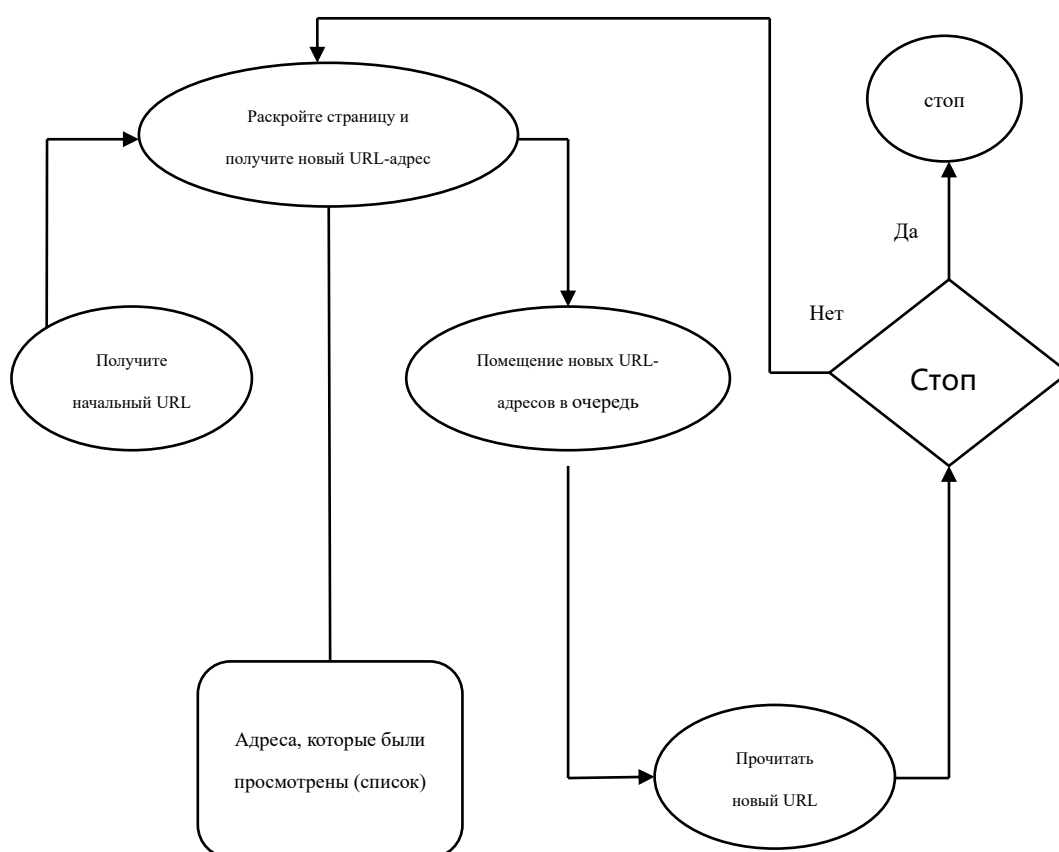 Раскройте страницу и
получите новый URL-адрес
стоп
Да
Нет
Получите
начальный URL
Помещение новых URL-
адресов в очередь
Стоп
Адреса, которые были
просмотрены (список)
Прочитать
новый URL